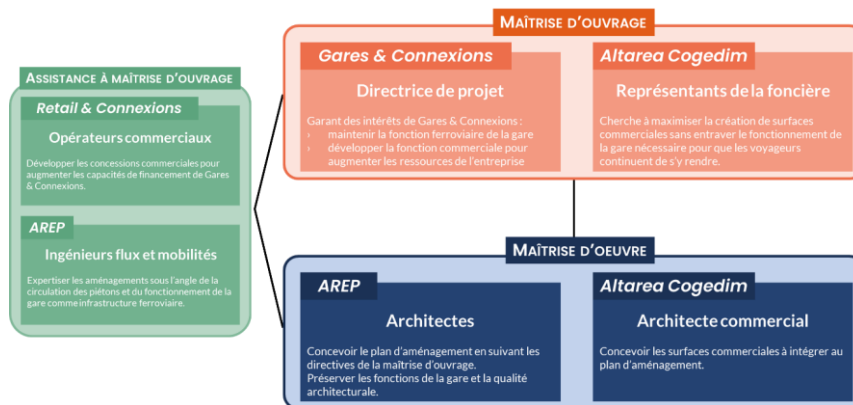 ASSISTANCE À MAÎTRISE D'OUVRAGE
Retail & Connexions
Opérateurs commerciaux
Développer les concessions commerciales pour
augmenter les capacités de financement de Gares
& Connexions.
AREP
Ingénieurs flux et mobilités
Expertiser les aménagements sous l'angle de la
circulation des piétons et du fonctionnement de la
gare comme infrastructure ferroviaire.
MAÎTRISE D'OUVRAGE
Gares & Connexions
Directrice de projet
Garant des intérêts de Gares & Connexions :
› maintenir la fonction ferroviaire de la gare
› développer la fonction commerciale pour
augmenter les ressources de l'entreprise
Altarea Cogedim
Représentants de la foncière
Cherche à maximiser la création de surfaces
commerciales sans entraver le fonctionnement de
la gare nécessaire pour que les voyageurs
continuent de s'y rendre.
MAÎTRISE D'OEUVRE
AREP
Architectes
Concevoir le plan d'aménagement en suivant les
directives de la maîtrise d'ouvrage.
Préserver les fonctions de la gare et la qualité
architecturale.
Altarea Cogedim
Architecte commercial
Concevoir les surfaces commerciales à intégrer au
plan d'aménagement.